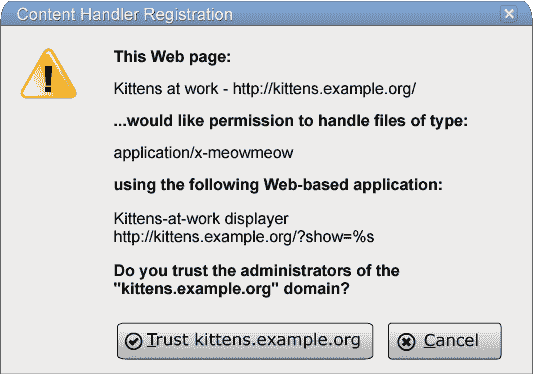 Content Handler Registration
This Web page:
Kittens at work - http://kittens.example.org/
...would like permission to handle files of type:
application/x-meowmeow
using the following Web-based application:
Kittens-at-work displayer
http://kittens.example.org/?show=%s
Do you trust the administrators of the
"kittens.example.org" domain?
Trust kittens.example.org
Cancel